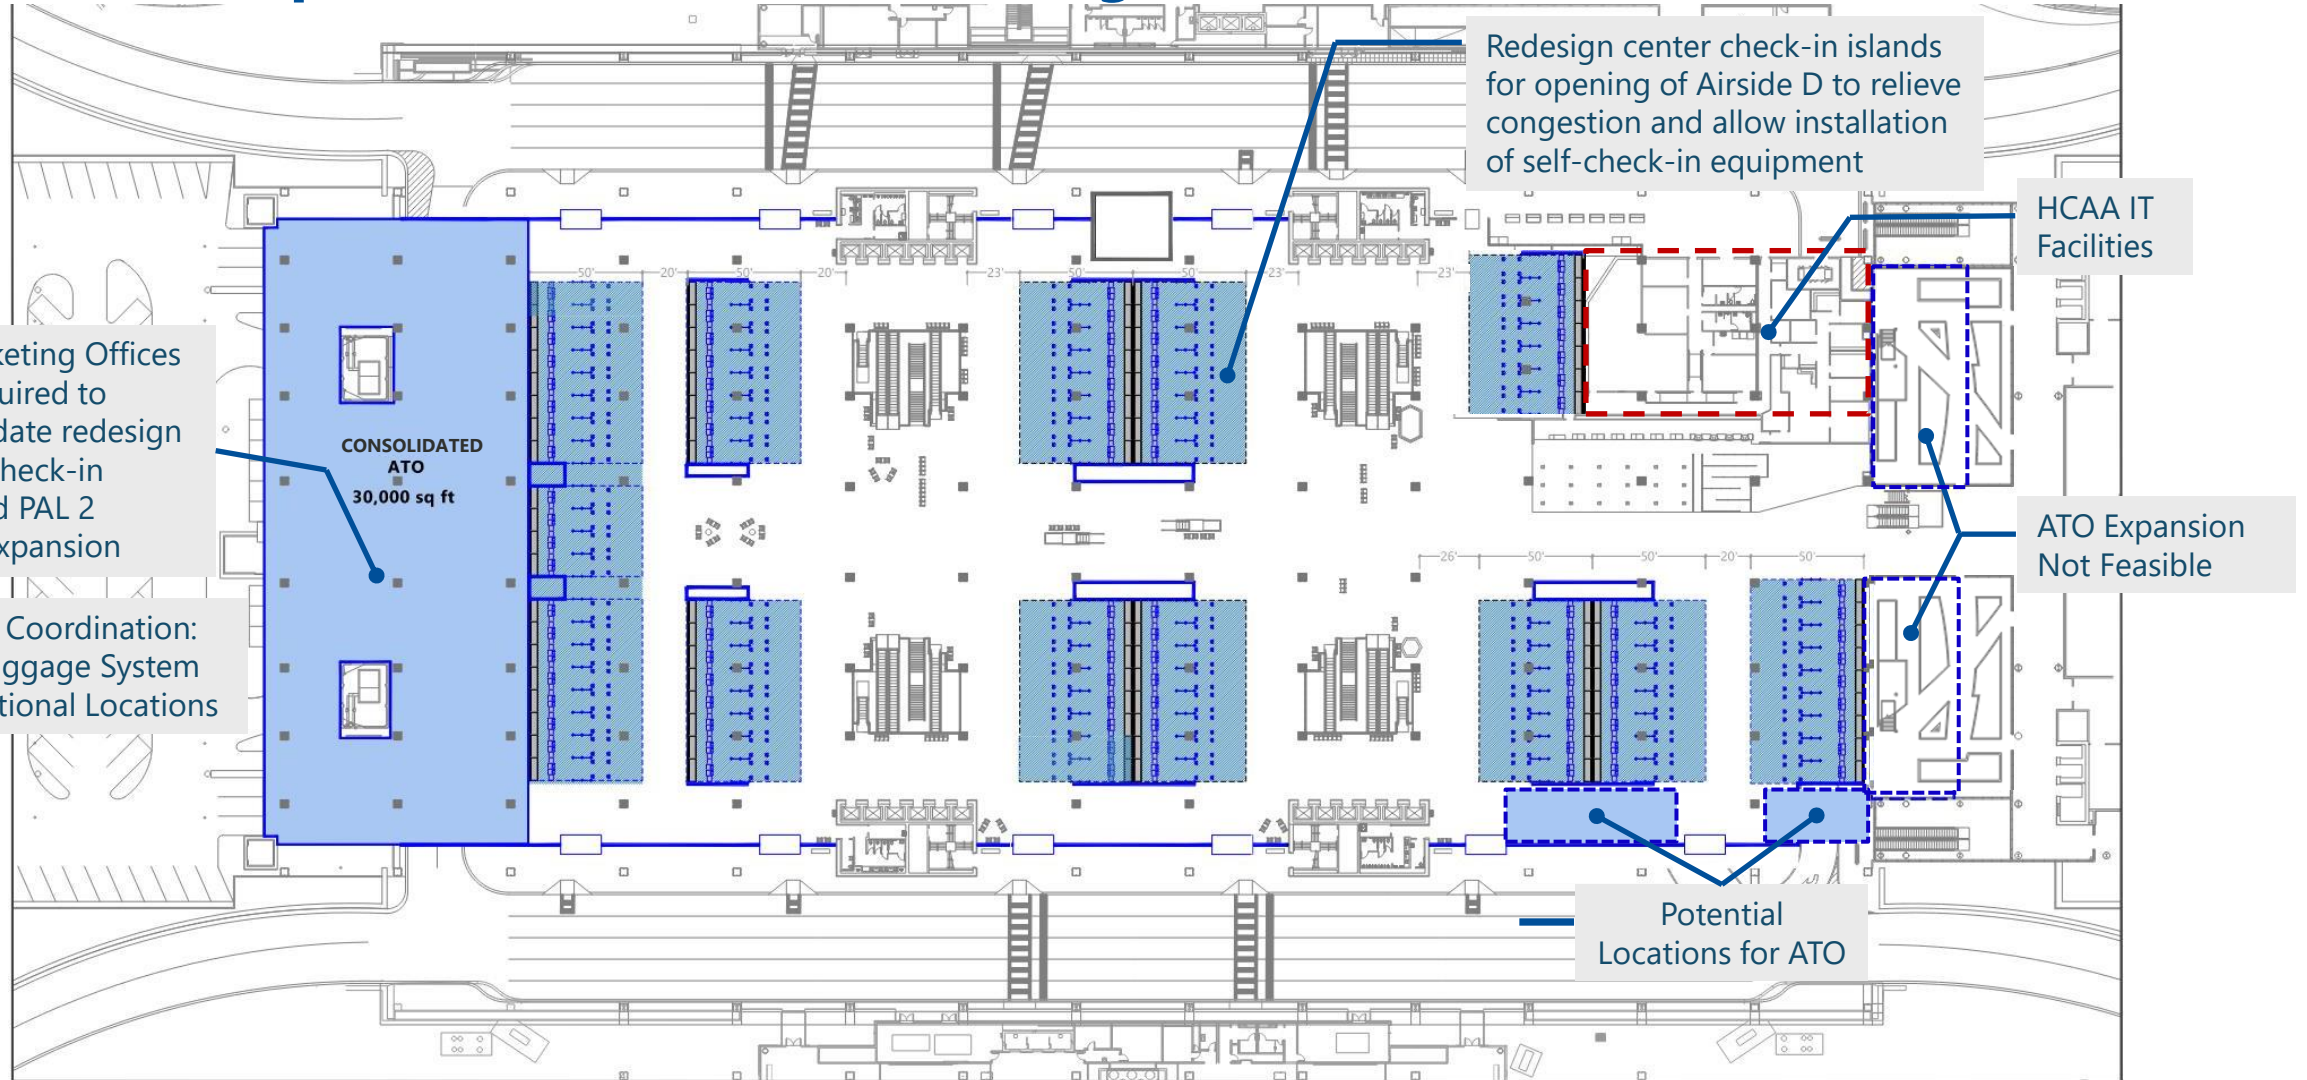 Redesign center check-in islands
for opening of Airside D to relieve
congestion and allow installation
of self-check-in equipment
HCAA IT
Facilities
50'
20'
50'
20'
23'
50'
50'
23'
23'
keting Offices
uired to
date redesign
heck-in
d PAL 2
xpansion
CONSOLIDATED
ATO
30,000 sq ft
ATO Expansion
Not Feasible
26'
50'
50'
20'
50'
Coordination:
ggage System
tional Locations
Potential
Locations for ATO